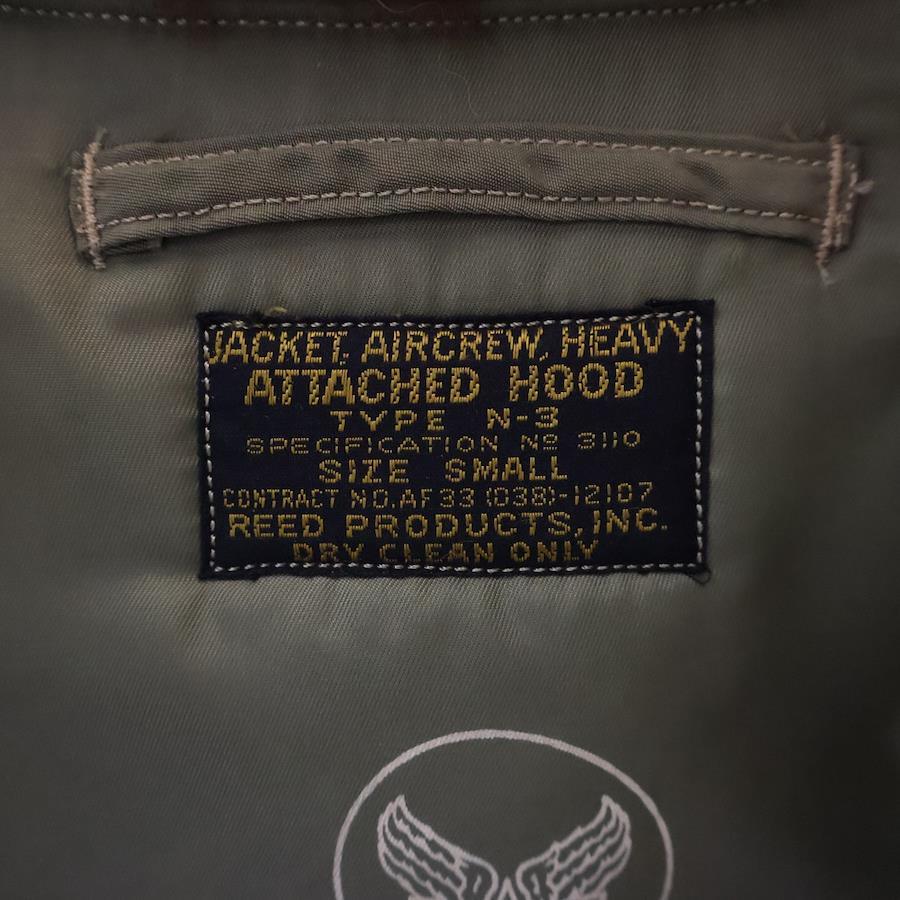 JACKET, AIRCREW, HEAVY
ATTACHED HOOD
TYPE N-3
SPECIFICATION Nº 3110
SIZE SMALL
CONTRACT NO. AF 33 (038)-12107
REED PRODUCTS, INC.
DRY CLEAN ONLY